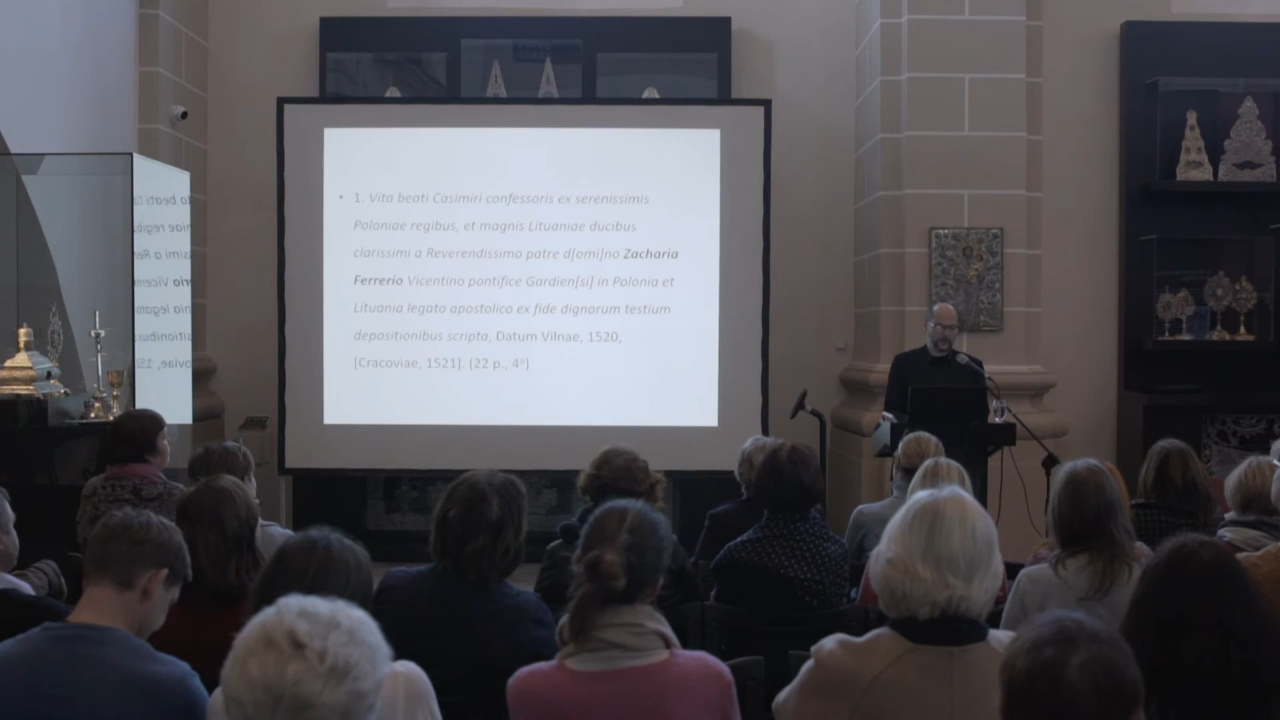 • 1. Vita beati Casimiri confessoris ex serenissimis
Poloniae regibus, et magnis Lituaniae ducibus
clarissimi a Reverendissimo patre d[omi]no Zacharia
Ferrerio Vicentino pontifice Gardien[si] in Polonia et
Lituania legato apostolico ex fide dignorum testium
depositionibus scripta, Datum Vilnae, 1520,
[Cracoviae, 1521]. (22 p., 4º)